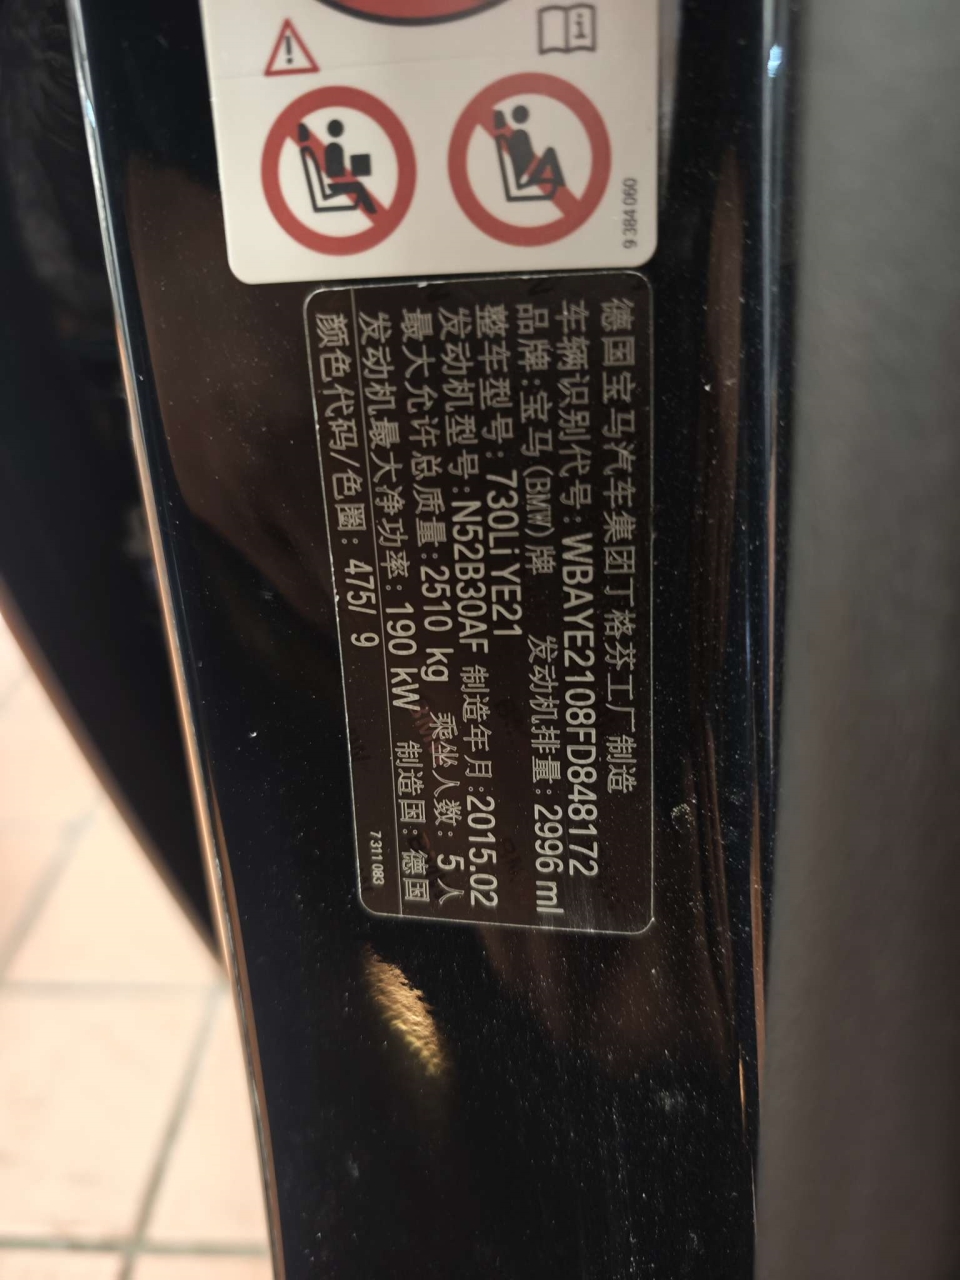 9 384 060
德国宝马汽车集团丁格芬工厂制造
车辆识别代号:WBAYE2108FD848172
品牌:宝马(BMW)牌 发动机排量:2996 ml
整车型号:730Li YE21
发动机型号:N52B30AF 制造年月:2015.02
最大允许总质量:2510 kg 乘坐人数: 5 人
发动机最大净功率:190 kW 制造国:德国
颜色代码/色圈: 475/ 9
7 311 083